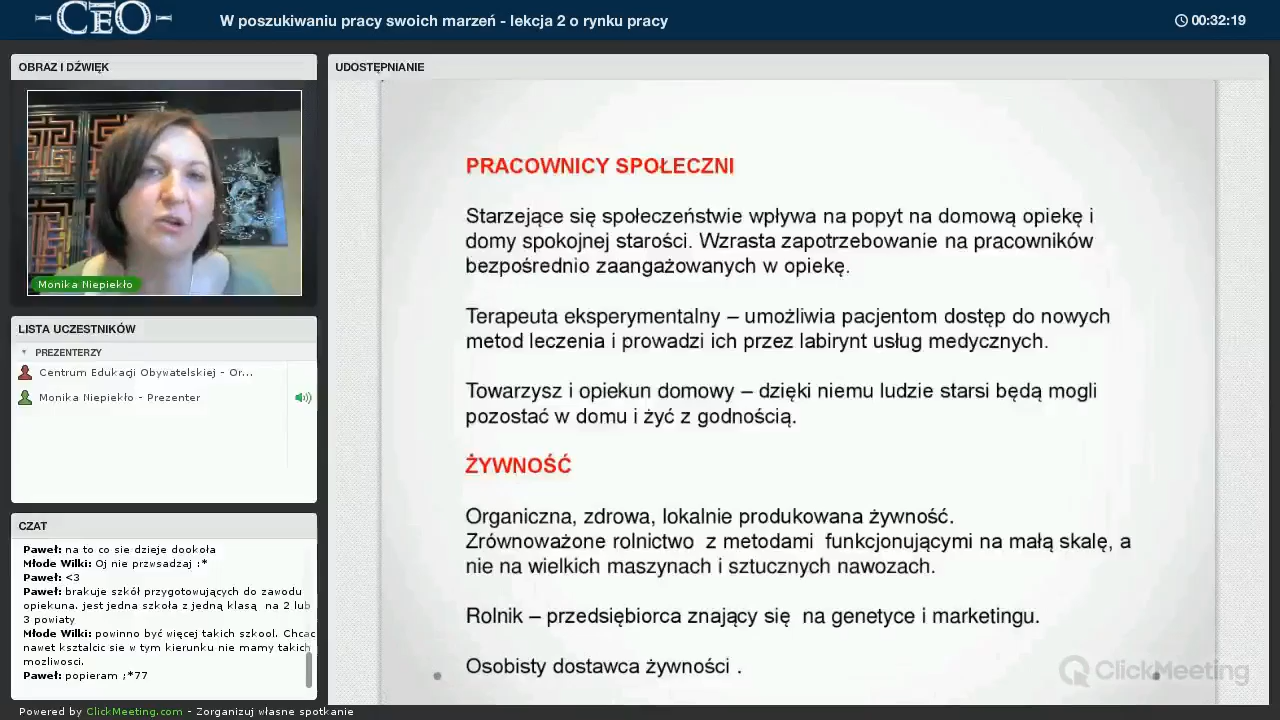 CEO
W poszukiwaniu pracy swoich marzeń - lekcja 2 o rynku pracy
00:32:19
OBRAZ I DŹWIĘK
Monika Niepiekło
LISTA UCZESTNIKÓW
PREZENTERZY
Centrum Edukacji Obywatelskiej - Or...
Monika Niepiekło - Prezenter
CZAT
Paweł: na to co sie dzieje dookoła
Młode Wilki: Oj nie przwsadzaj :*
Paweł: <3
Paweł: brakuje szkół przygotowujących do zawodu
opiekuna. jest jedna szkoła z jedną klasą na 2 lub
3 powiaty
Młode Wilki: powinno być więcej takich szkool. Chcac
nawet kształcic sie w tym kierunku nie mamy takich
mozliwosci.
Paweł: popieram ;*77
UDOSTĘPNIANIE
PRACOWNICY SPOŁECZNI
Starzejące się społeczeństwie wpływa na popyt na domową opiekę i
domy spokojnej starości. Wzrasta zapotrzebowanie na pracowników
bezpośrednio zaangażowanych w opiekę.
Terapeuta eksperymentalny – umożliwia pacjentom dostęp do nowych
metod leczenia i prowadzi ich przez labirynt usług medycznych.
Towarzysz i opiekun domowy – dzięki niemu ludzie starsi będą mogli
pozostać w domu i żyć z godnością.
ŻYWNOŚĆ
Organiczna, zdrowa, lokalnie produkowana żywność.
Zrównoważone rolnictwo z metodami funkcjonującymi na małą skalę, a
nie na wielkich maszynach i sztucznych nawozach.
Rolnik – przedsiębiorca znający się na genetyce i marketingu.
Osobisty dostawca żywności .
ClickMeeting
Powered by ClickMeeting.com - Zorganizuj własne spotkanie